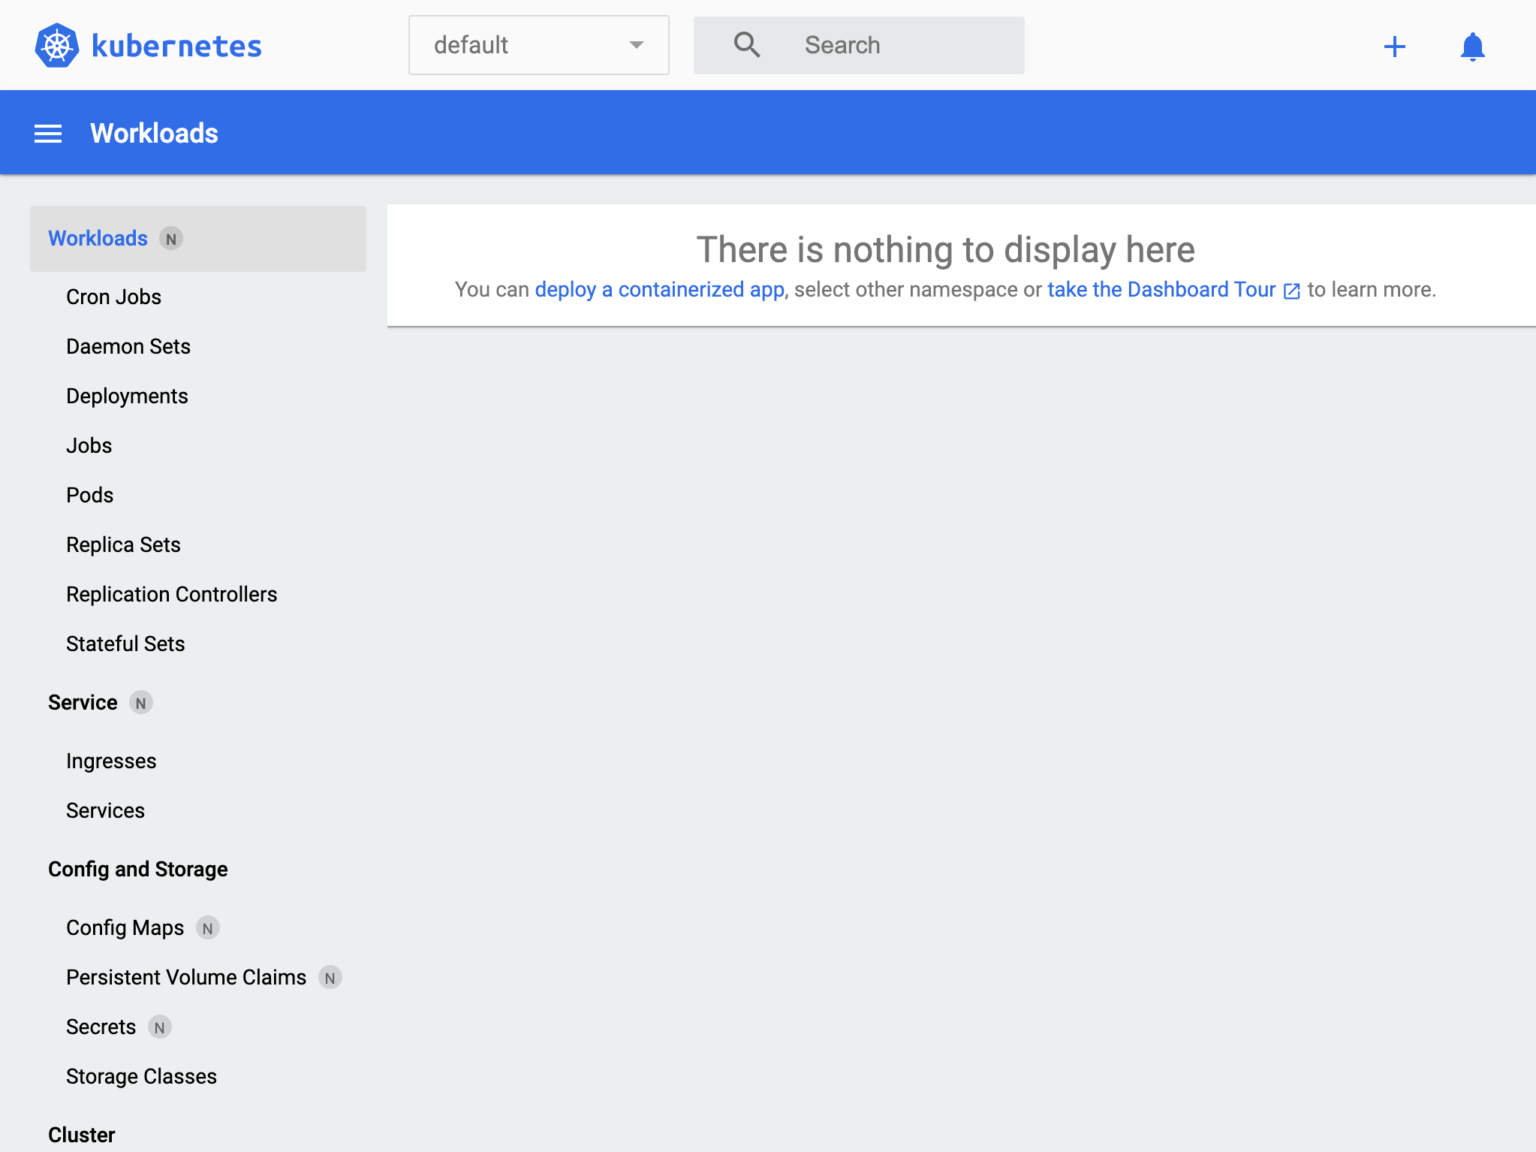 kubernetes
default
Search
Workloads
Workloads N
Cron Jobs
Daemon Sets
Deployments
Jobs
Pods
Replica Sets
Replication Controllers
Stateful Sets
Service N
Ingresses
Services
Config and Storage
Config Maps N
Persistent Volume Claims N
Secrets N
Storage Classes
Cluster
There is nothing to display here
You can deploy a containerized app, select other namespace or take the Dashboard Tour to learn more.